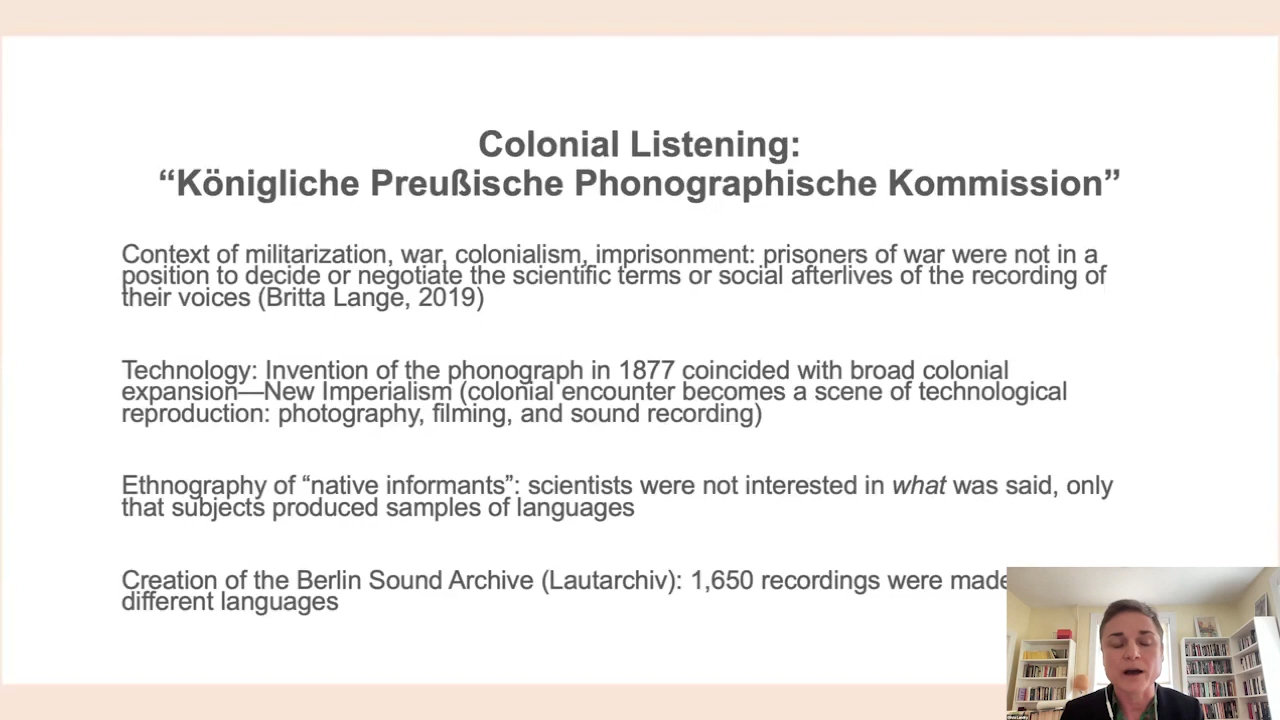 Colonial Listening:
“Königliche Preußische Phonographische Kommission”
Context of militarization, war, colonialism, imprisonment: prisoners of war were not in a
position to decide or negotiate the scientific terms or social afterlives of the recording of
their voices (Britta Lange, 2019)
Technology: Invention of the phonograph in 1877 coincided with broad colonial
expansion—New Imperialism (colonial encounter becomes a scene of technological
reproduction: photography, filming, and sound recording)
Ethnography of “native informants”: scientists were not interested in what was said, only
that subjects produced samples of languages
Creation of the Berlin Sound Archive (Lautarchiv): 1,650 recordings were made
different languages